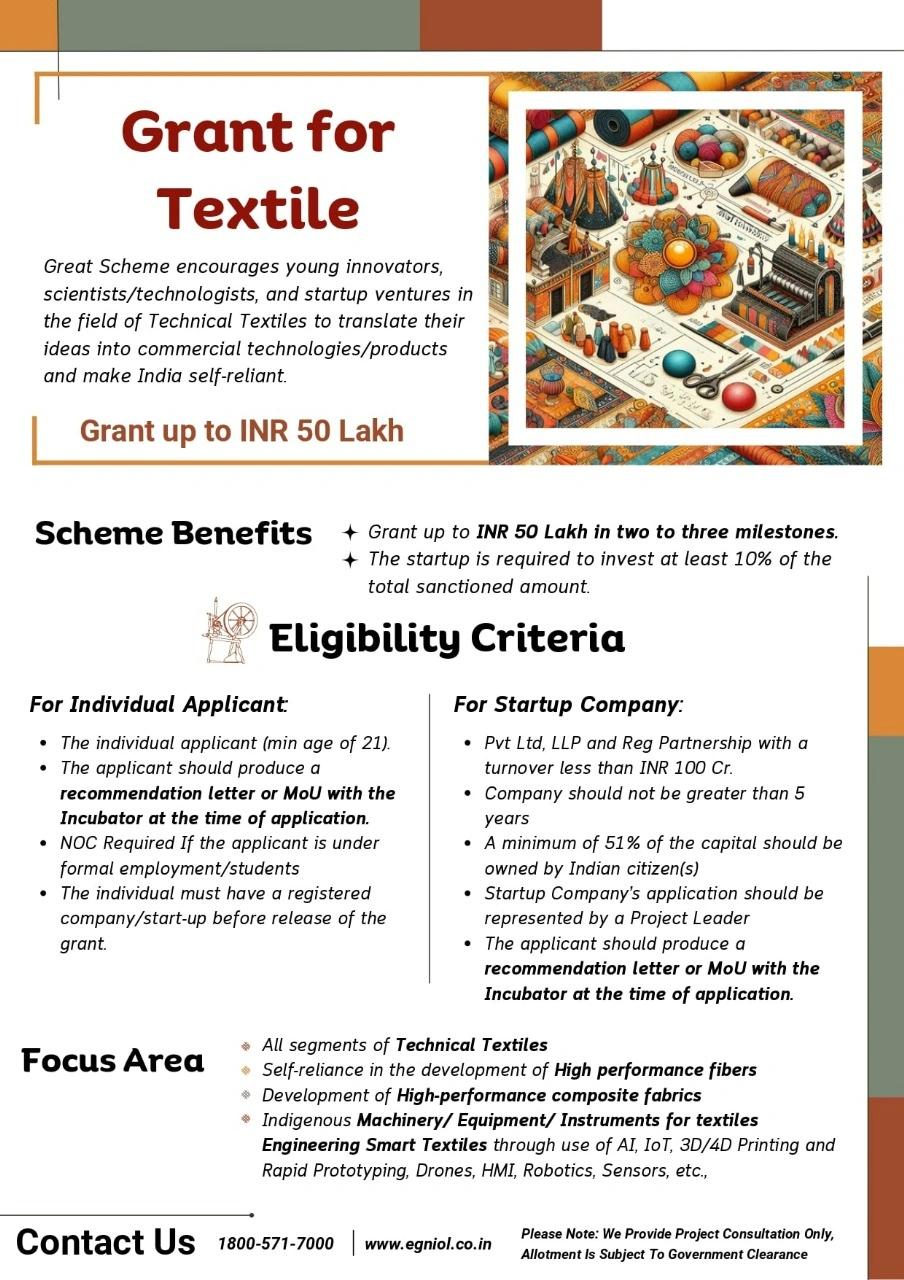 Grant for
Textile
Great Scheme encourages young innovators,
scientists/technologists, and startup ventures in
the field of Technical Textiles to translate their
ideas into commercial technologies/products
and make India self-reliant.
Grant up to INR 50 Lakh
Scheme Benefits
Grant up to INR 50 Lakh in two to three milestones.
The startup is required to invest at least 10% of the
total sanctioned amount.
Eligibility Criteria
For Individual Applicant:
The individual applicant (min age of 21).
The applicant should produce a
recommendation letter or MoU with the
Incubator at the time of application.
NOC Required If the applicant is under
formal employment/students
The individual must have a registered
company/start-up before release of the
grant.
For Startup Company:
Pvt Ltd, LLP and Reg Partnership with a
turnover less than INR 100 Cr.
Company should not be greater than 5
years
A minimum of 51% of the capital should be
owned by Indian citizen(s)
Startup Company's application should be
represented by a Project Leader
The applicant should produce a
recommendation letter or MoU with the
Incubator at the time of application.
Focus Area
All segments of Technical Textiles
Self-reliance in the development of High performance fibers
Development of High-performance composite fabrics
Indigenous Machinery/ Equipment/ Instruments for textiles
Engineering Smart Textiles through use of AI, IoT, 3D/4D Printing and
Rapid Prototyping, Drones, HMI, Robotics, Sensors, etc.,
Contact Us
1800-571-7000
www.egniol.co.in
Please Note: We Provide Project Consultation Only,
Allotment Is Subject To Government Clearance